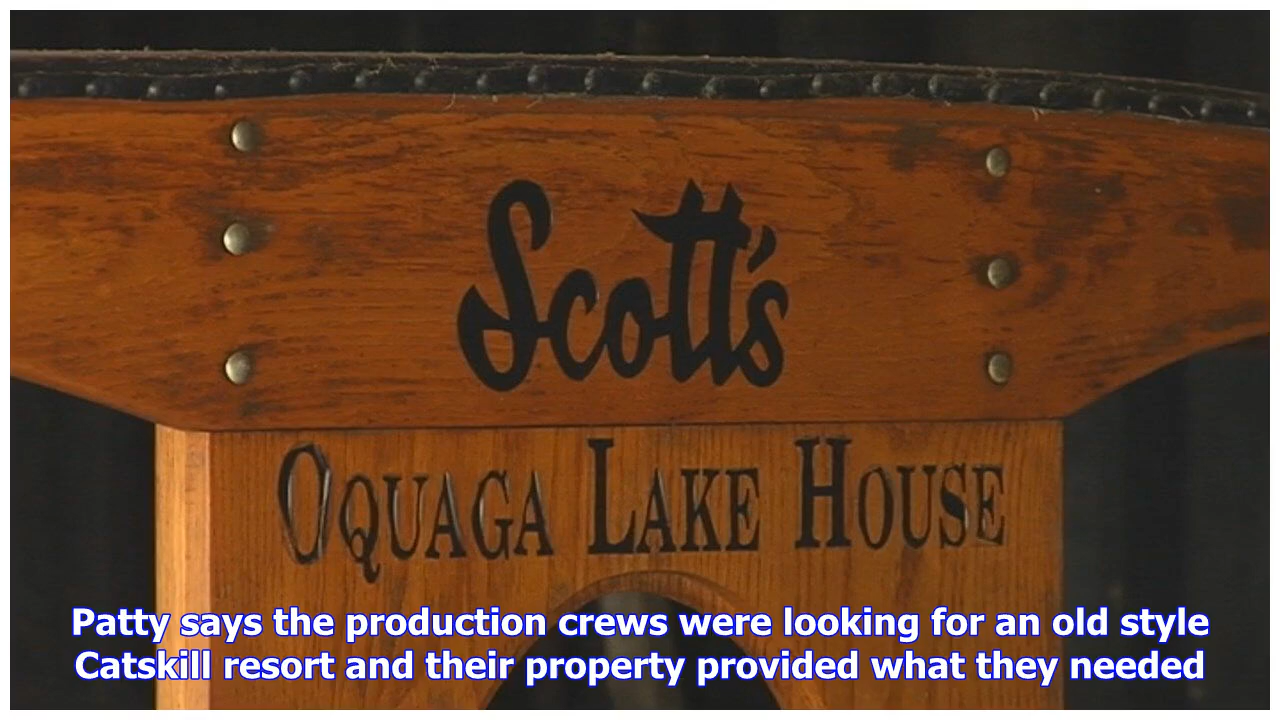 Scott's
OQUAGA LAKE HOUSE
Patty says the production crews were looking for an old style
Catskill resort and their property provided what they needed